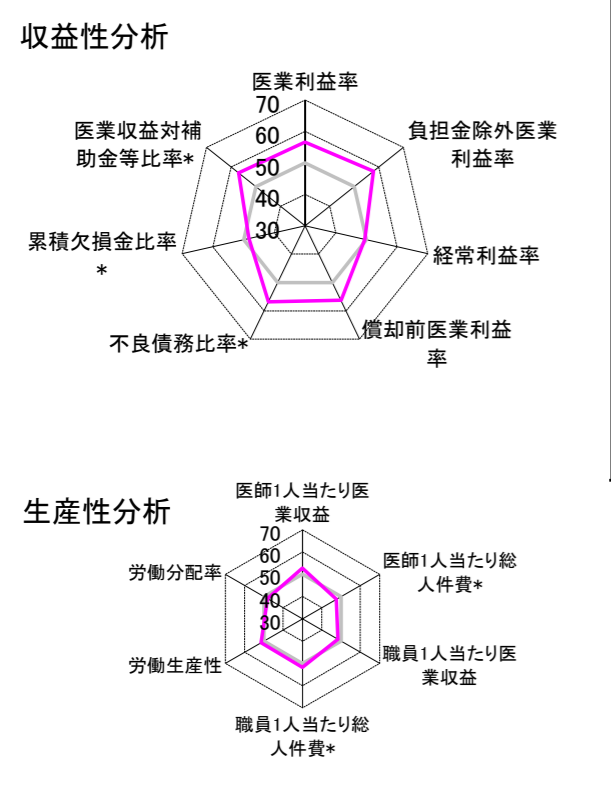 収益性分析
医業利益率
70
60
50
40
30
負担金除外医業
利益率
経常利益率
償却前医業利益
率
不良債務比率*
累積欠損金比率
*
医業収益対補
助金等比率*
生産性分析
医師1人当たり医
業収益
70
60
50
40
30
医師1人当たり総
人件費*
職員1人当たり医
業収益
職員1人当たり総
人件費*
労働生産性
労働分配率